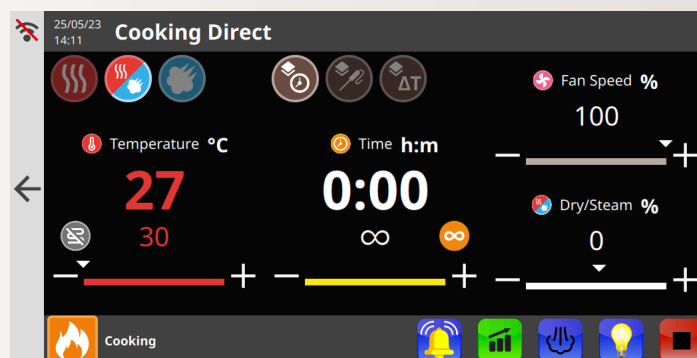 25/05/23
14:11
Cooking Direct
ΔT
Fan Speed %
100
Temperature °C
Time h:m
27
0:00
30
∞
∞
Dry/Steam %
0
Cooking